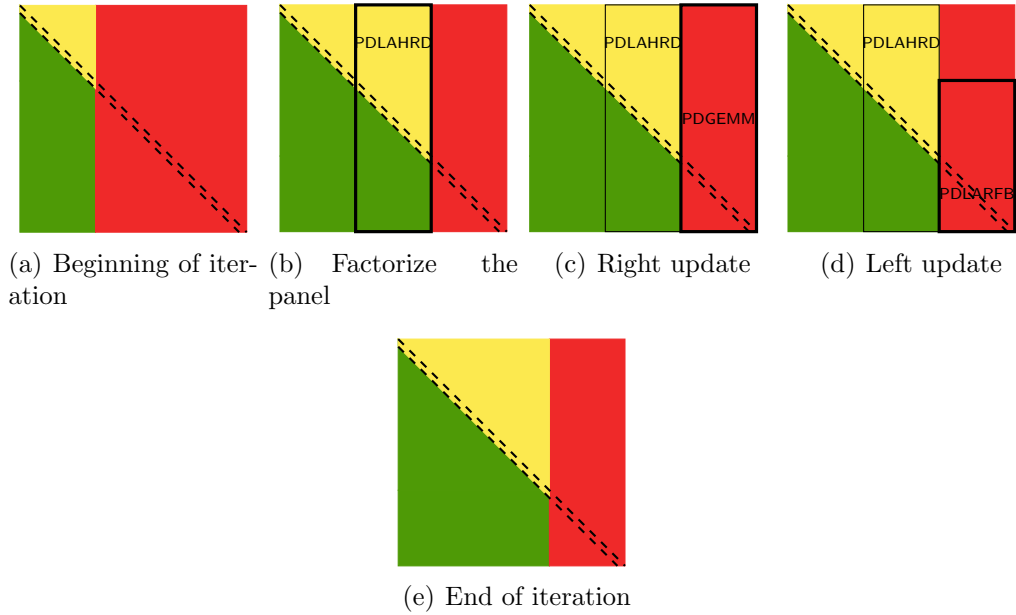 PDLAHRD
PDLAHRD
PDGEMM
PDLAHRD
PDLARFB
(a) Beginning of iter-
ation
(b) Factorize the
panel
(c) Right update
(d) Left update
(e) End of iteration